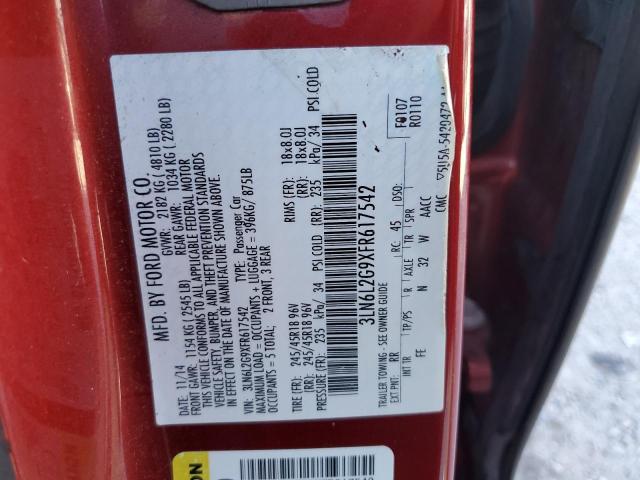 MFD. BY FORD MOTOR CO.
DATE: 11/14 GVWR: 2182 KG ( 4810 LB)
FRONT GAWR: 1154 KG ( 2545 LB) REAR GAWR: 1034 KG ( 2280 LB)
THIS VEHICLE CONFORMS TO ALL APPLICABLE FEDERAL MOTOR
VEHICLE SAFETY, BUMPER, AND THEFT PREVENTION STANDARDS
IN EFFECT ON THE DATE OF MANUFACTURE SHOWN ABOVE.
VIN: 3LN6L2G9XFR617542 TYPE: Passenger Car
MAXIMUM LOAD = OCCUPANTS + LUGGAGE = 396KG/ 875LB
OCCUPANTS = 5 TOTAL: 2 FRONT, 3 REAR
TIRE (FR): 245/45R18 96V RIMS (FR): 18x8.0J
(RR): 245/45R18 96V (RR): 18x8.0J
PRESSURE (FR): 235 kPa/ 34 PSI COLD (RR): 235 kPa/ 34 PSI COLD
3LN6L2G9XFR617542
F0107
R0110
TRAILER TOWING - SEE OWNER GUIDE
EXT PNT: RR RC: 45 DSO:
INT TR TP/PS R AXLE TR SPR
FE N 32 W AACC
CMC
5U5A-5420472
ON